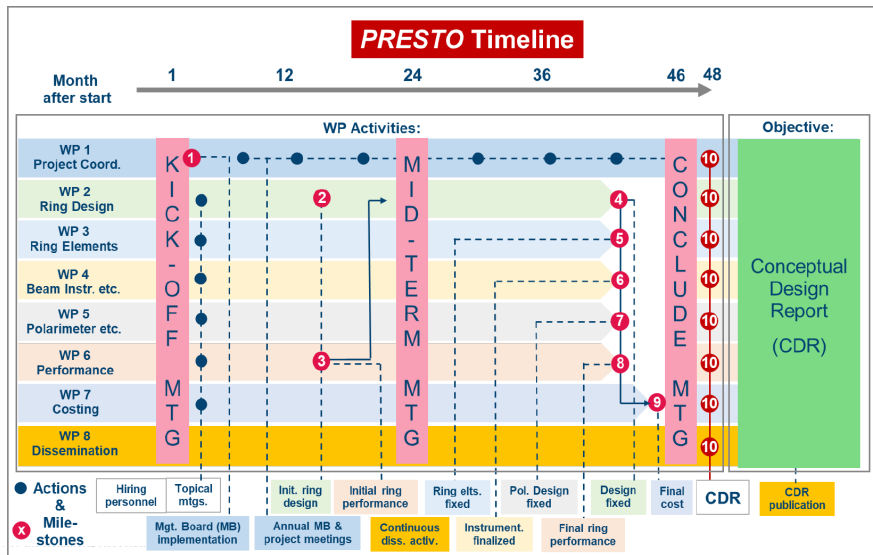 PRESTO Timeline
Month
after start
1
12
24
36
46
48
WP Activities:
Objective:
WP 1
Project Coord.
WP 2
Ring Design
WP 3
Ring Elements
WP 4
Beam Instr. etc.
WP 5
Polarimeter etc.
WP 6
Performance
WP 7
Costing
WP 8
Dissemination
KICK-OFF MTG
MID-TERM MTG
CONCLUDE MTG
1
2
3
4
5
6
7
8
9
10
10
10
10
10
10
10
10
Conceptual
Design
Report
(CDR)
Actions
&
Mile-
stones
x
Hiring
personnel
Topical
mtgs.
Init. ring
design
Initial ring
performance
Ring elts.
fixed
Pol. Design
fixed
Design
fixed
Final
cost
CDR
CDR
publication
Mgt. Board (MB)
implementation
Annual MB &
project meetings
Continuous
diss. activ.
Instrument.
finalized
Final ring
performance